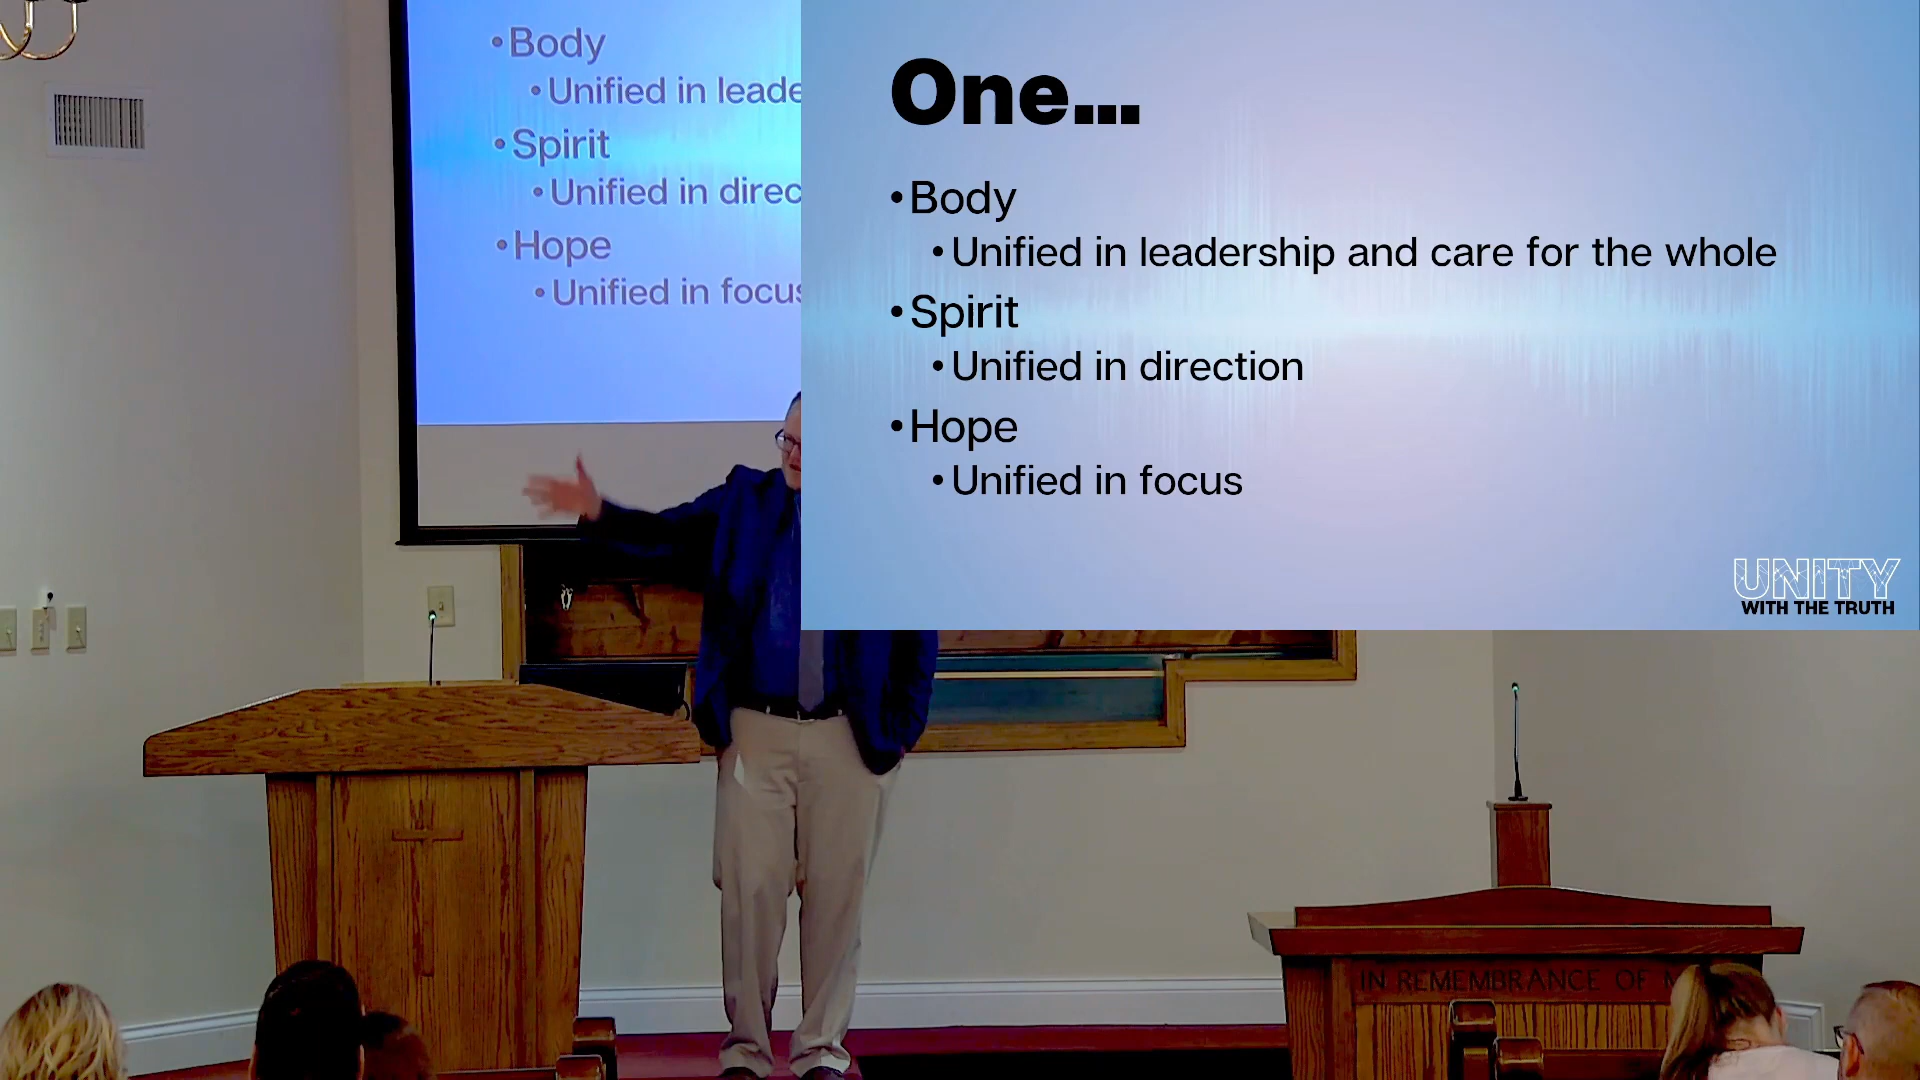 •Body
•Unified in leade
•Spirit
•Unified in direc
•Hope
•Unified in focus
One...
•Body
•Unified in leadership and care for the whole
•Spirit
•Unified in direction
•Hope
•Unified in focus
UNITY
WITH THE TRUTH
IN REMEMBRANCE OF M